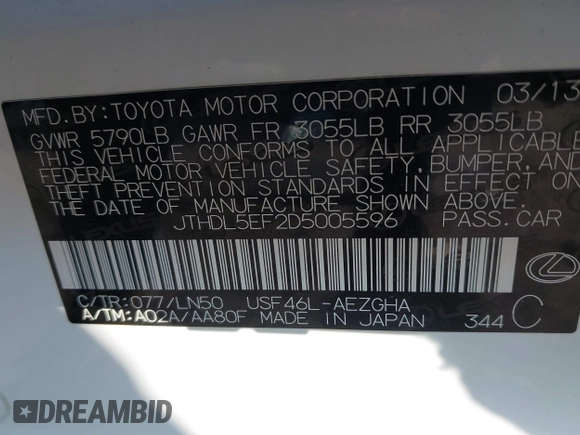 MFD.BY:TOYOTA MOTOR CORPORATION 03/13
GVWR 5790LB GAWR FR 3055LB RR 3055LB
THIS VEHICLE CONFORMS TO ALL APPLICABLE
FEDERAL MOTOR VEHICLE SAFETY, BUMPER, AND
THEFT PREVENTION STANDARDS IN EFFECT ON
THE DATE OF MANUFACTURE SHOWN ABOVE.
JTHDL5EF2D5005596 PASS.CAR
C/TR:077/LN50 USF46L-AEZGHA
A/TM:A02A/AA80F MADE IN JAPAN 344 C
DREAMBID